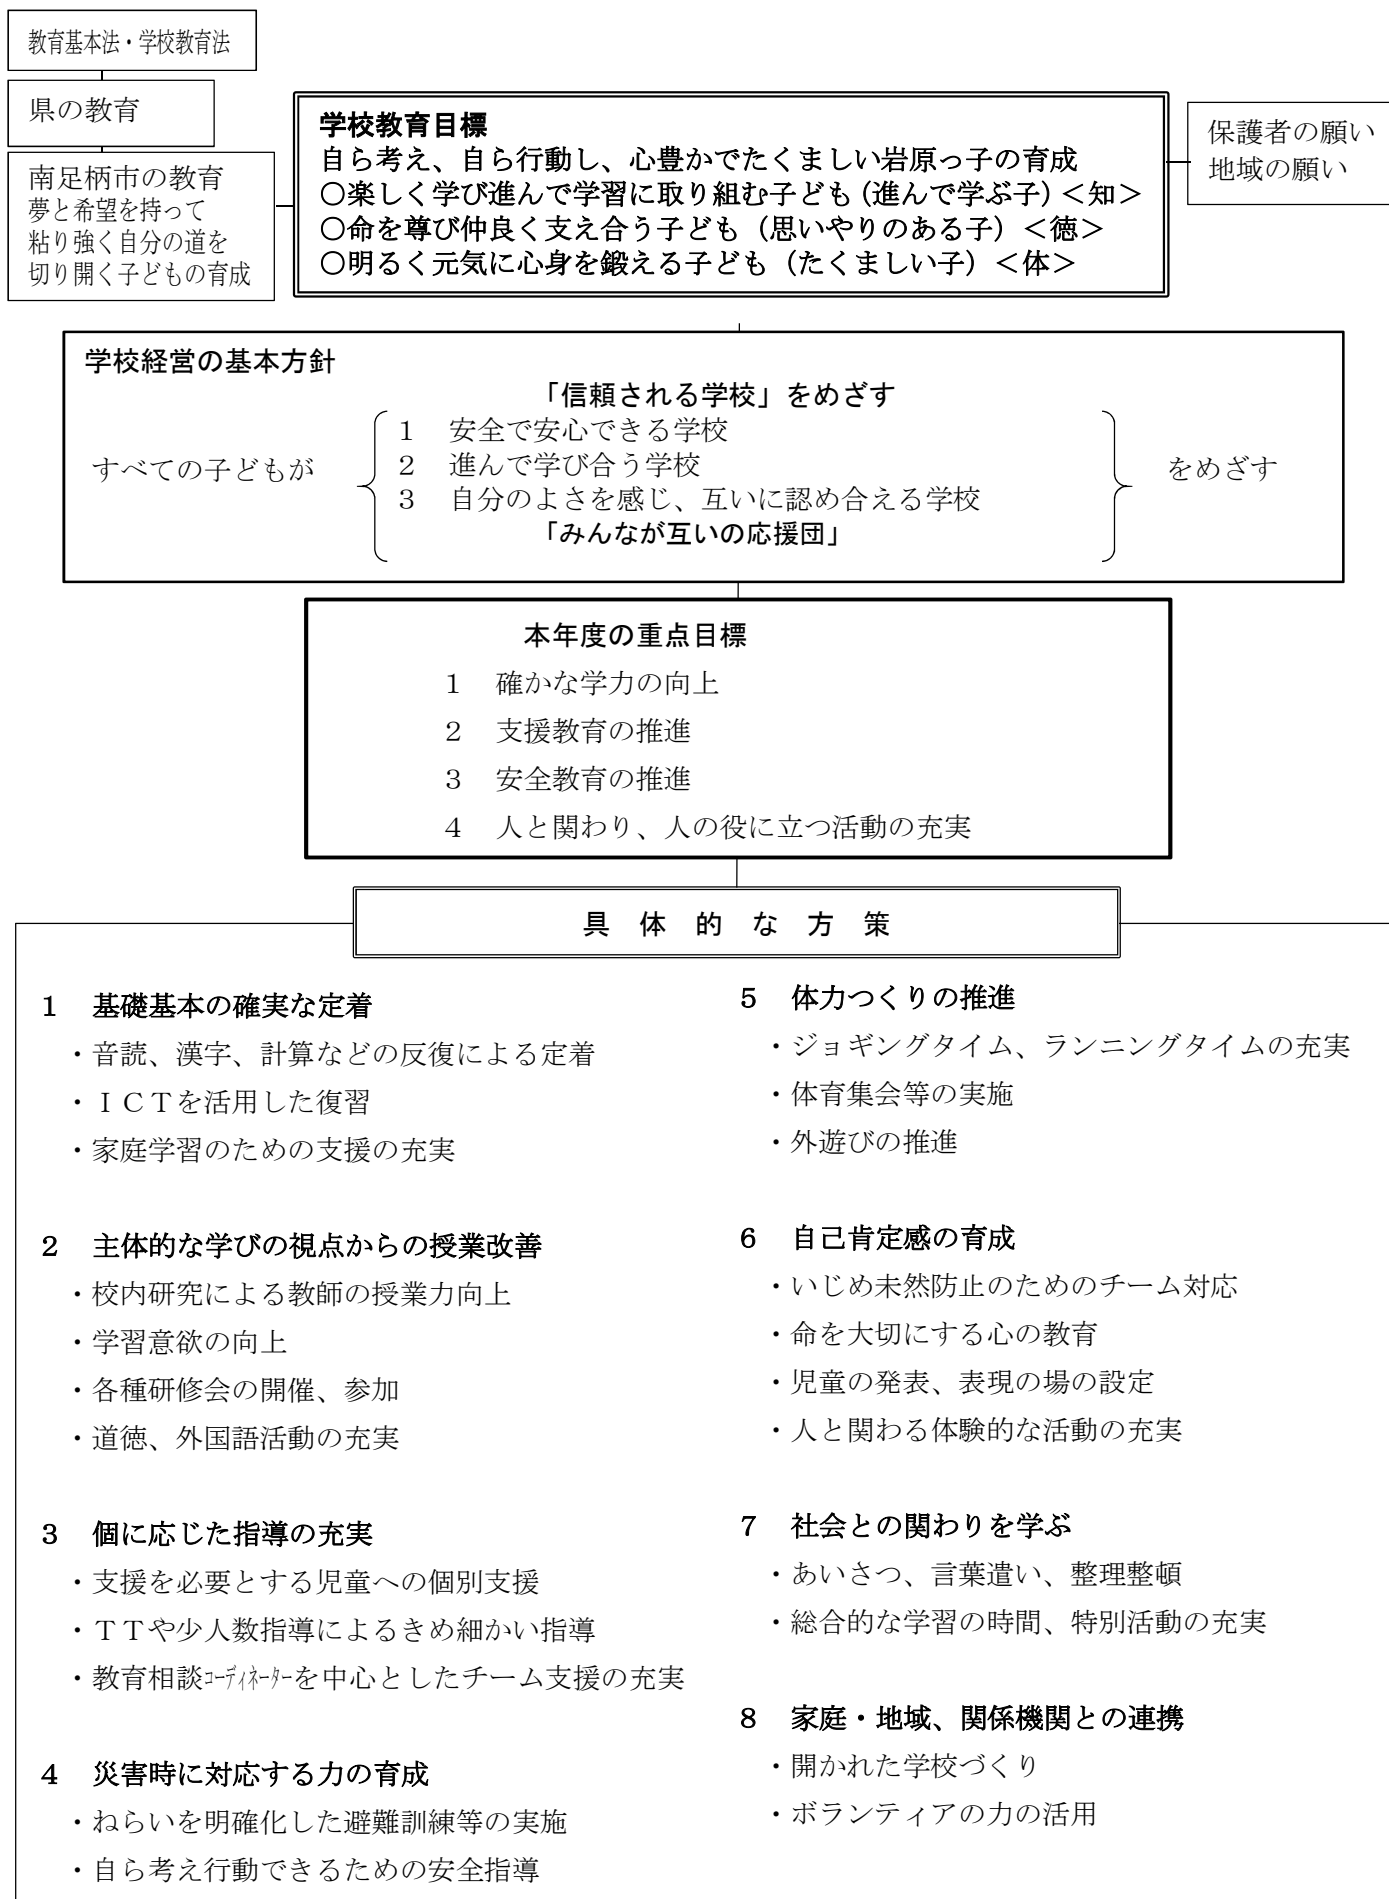 教育基本法・学校教育法
県の教育
南足柄市の教育
夢と希望を持って
粘り強く自分の道を
切り開く子どもの育成
学校教育目標
自ら考え、自ら行動し、心豊かでたくましい岩原っ子の育成
○楽しく学び進んで学習に取り組む子ども（進んで学ぶ子）＜知＞
○命を尊び仲良く支え合う子ども（思いやりのある子）＜徳＞
○明るく元気に心身を鍛える子ども（たくましい子）＜体＞
保護者の願い
地域の願い
学校経営の基本方針
「信頼される学校」をめざす
すべての子どもが
１　安全で安心できる学校
２　進んで学び合う学校
３　自分のよさを感じ、互いに認め合える学校
「みんなが互いの応援団」
をめざす
本年度の重点目標
１　確かな学力の向上
２　支援教育の推進
３　安全教育の推進
４　人と関わり、人の役に立つ活動の充実
具　体　的　な　方　策
１　基礎基本の確実な定着
・音読、漢字、計算などの反復による定着
・ＩＣＴを活用した復習
・家庭学習のための支援の充実
２　主体的な学びの視点からの授業改善
・校内研究による教師の授業力向上
・学習意欲の向上
・各種研修会の開催、参加
・道徳、外国語活動の充実
３　個に応じた指導の充実
・支援を必要とする児童への個別支援
・ＴＴや少人数指導によるきめ細かい指導
・教育相談ｺｰﾃﾞｨﾈｰﾀｰを中心としたチーム支援の充実
４　災害時に対応する力の育成
・ねらいを明確化した避難訓練等の実施
・自ら考え行動できるための安全指導
５　体力つくりの推進
・ジョギングタイム、ランニングタイムの充実
・体育集会等の実施
・外遊びの推進
６　自己肯定感の育成
・いじめ未然防止のためのチーム対応
・命を大切にする心の教育
・児童の発表、表現の場の設定
・人と関わる体験的な活動の充実
７　社会との関わりを学ぶ
・あいさつ、言葉遣い、整理整頓
・総合的な学習の時間、特別活動の充実
８　家庭・地域、関係機関との連携
・開かれた学校づくり
・ボランティアの力の活用